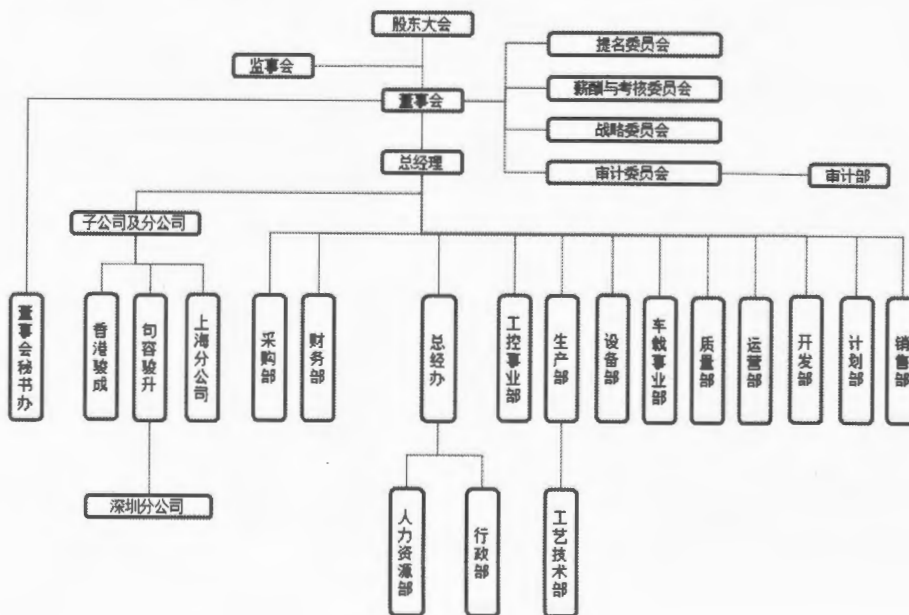 股东大会
提名委员会
监事会
薪酬与考核委员会
董事会
战略委员会
总经理
审计委员会
审计部
子公司及分公司
董事会秘书办
香港骏成
句容骏升
上海分公司
采购部
财务部
总经办
工控事业部
生产部
设备部
车载事业部
质量部
运营部
开发部
计划部
销售部
深圳分公司
人力资源部
行政部
工艺技术部